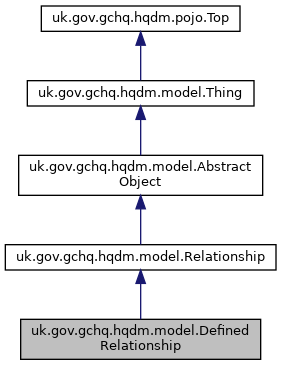 uk.gov.gchq.hqdm.pojo.Top
uk.gov.gchq.hqdm.model.Thing
uk.gov.gchq.hqdm.model.Abstract
Object
uk.gov.gchq.hqdm.model.Relationship
uk.gov.gchq.hqdm.model.Defined
Relationship